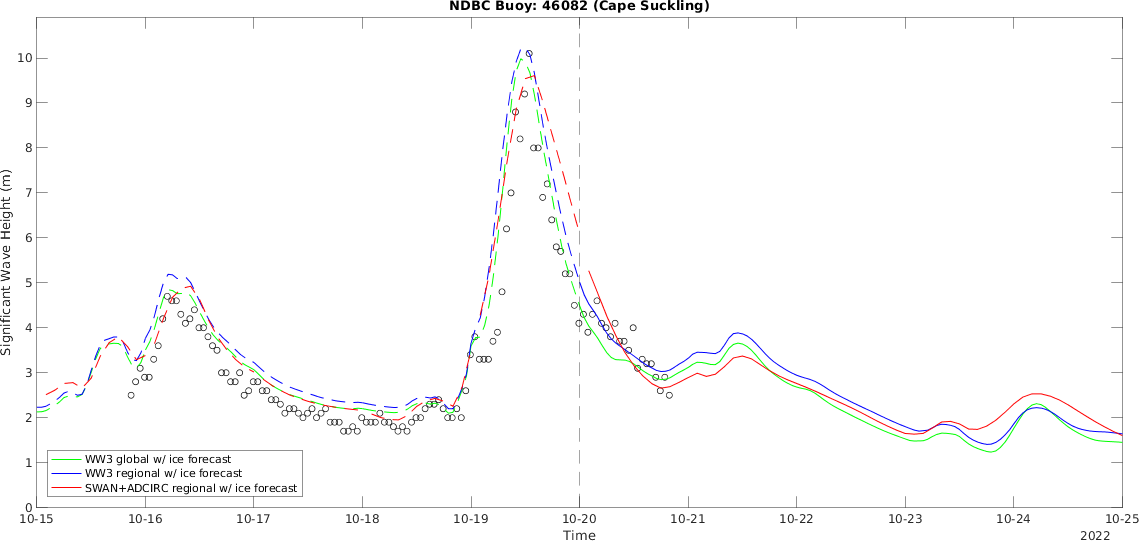 NDBC Buoy: 46082 (Cape Suckling)
Significant Wave Height (m)
10
9
8
7
6
5
4
3
2
1
0
WW3 global w/ ice forecast
WW3 regional w/ ice forecast
SWAN+ADCIRC regional w/ ice forecast
10-15 10-16 10-17 10-18 10-19 10-20 10-21 10-22 10-23 10-24 10-25
Time
2022